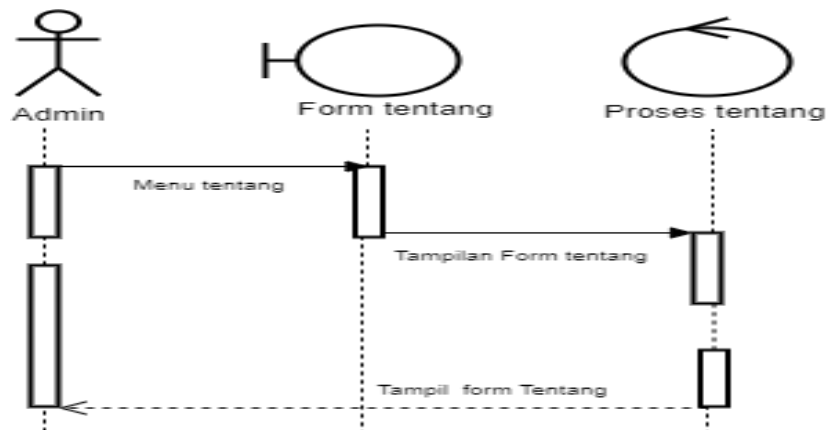 Admin
Form tentang
Proses tentang
Menu tentang
Tampilan Form tentang
Tampil form Tentang